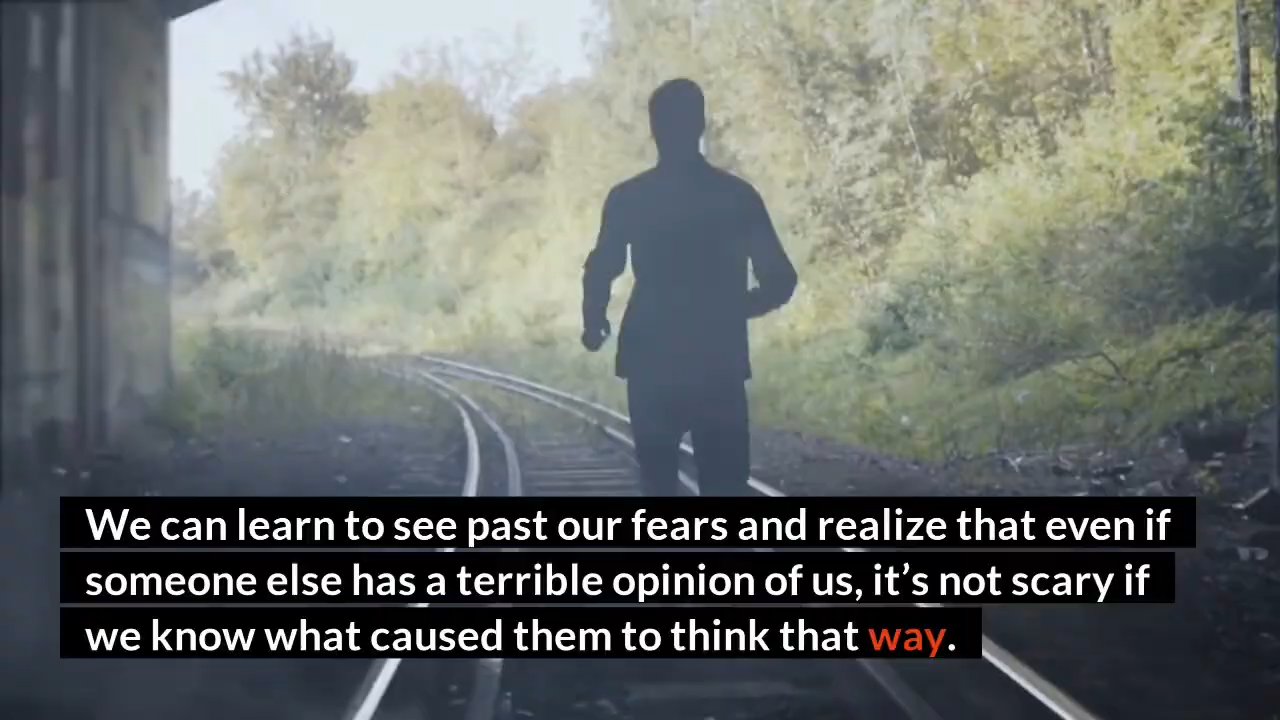 We can learn to see past our fears and realize that even if
someone else has a terrible opinion of us, it’s not scary if
we know what caused them to think that way.